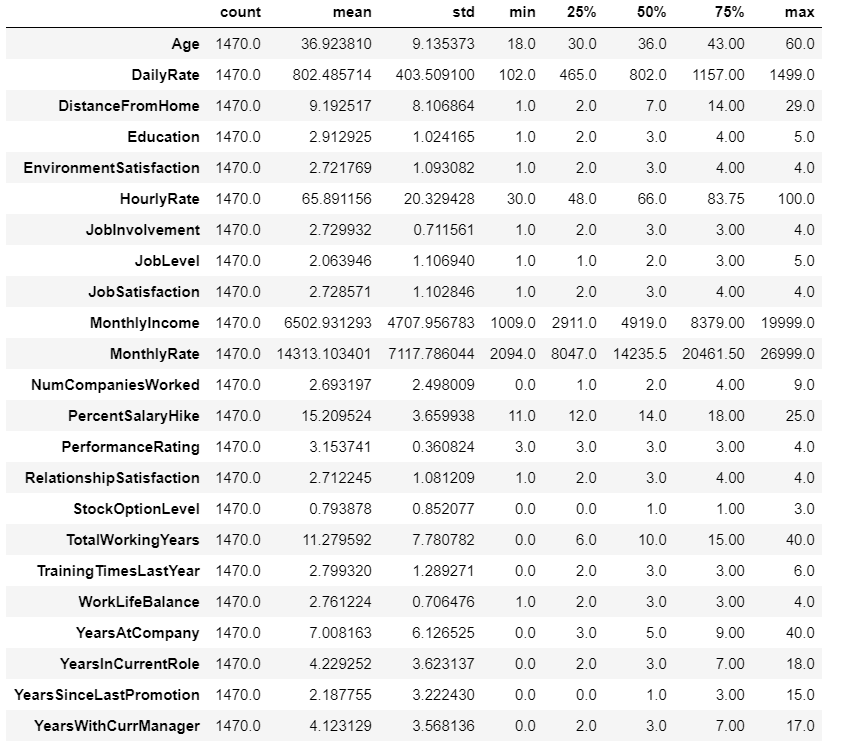 count mean std min 25% 50% 75% max
Age 1470.0 36.923810 9.135373 18.0 30.0 36.0 43.00 60.0
DailyRate 1470.0 802.485714 403.509100 102.0 465.0 802.0 1157.00 1499.0
DistanceFromHome 1470.0 9.192517 8.106864 1.0 2.0 7.0 14.00 29.0
Education 1470.0 2.912925 1.024165 1.0 2.0 3.0 4.00 5.0
EnvironmentSatisfaction 1470.0 2.721769 1.093082 1.0 2.0 3.0 4.00 4.0
HourlyRate 1470.0 65.891156 20.329428 30.0 48.0 66.0 83.75 100.0
JobInvolvement 1470.0 2.729932 0.711561 1.0 2.0 3.0 3.00 4.0
JobLevel 1470.0 2.063946 1.106940 1.0 1.0 2.0 3.00 5.0
JobSatisfaction 1470.0 2.728571 1.102846 1.0 2.0 3.0 4.00 4.0
MonthlyIncome 1470.0 6502.931293 4707.956783 1009.0 2911.0 4919.0 8379.00 19999.0
MonthlyRate 1470.0 14313.103401 7117.786044 2094.0 8047.0 14235.5 20461.50 26999.0
NumCompaniesWorked 1470.0 2.693197 2.498009 0.0 1.0 2.0 4.00 9.0
PercentSalaryHike 1470.0 15.209524 3.659938 11.0 12.0 14.0 18.00 25.0
PerformanceRating 1470.0 3.153741 0.360824 3.0 3.0 3.0 3.00 4.0
RelationshipSatisfaction 1470.0 2.712245 1.081209 1.0 2.0 3.0 4.00 4.0
StockOptionLevel 1470.0 0.793878 0.852077 0.0 0.0 1.0 1.00 3.0
TotalWorkingYears 1470.0 11.279592 7.780782 0.0 6.0 10.0 15.00 40.0
TrainingTimesLastYear 1470.0 2.799320 1.289271 0.0 2.0 3.0 3.00 6.0
WorkLifeBalance 1470.0 2.761224 0.706476 1.0 2.0 3.0 3.00 4.0
YearsAtCompany 1470.0 7.008163 6.126525 0.0 3.0 5.0 9.00 40.0
YearsInCurrentRole 1470.0 4.229252 3.623137 0.0 2.0 3.0 7.00 18.0
YearsSinceLastPromotion 1470.0 2.187755 3.222430 0.0 0.0 1.0 3.00 15.0
YearsWithCurrManager 1470.0 4.123129 3.568136 0.0 2.0 3.0 7.00 17.0